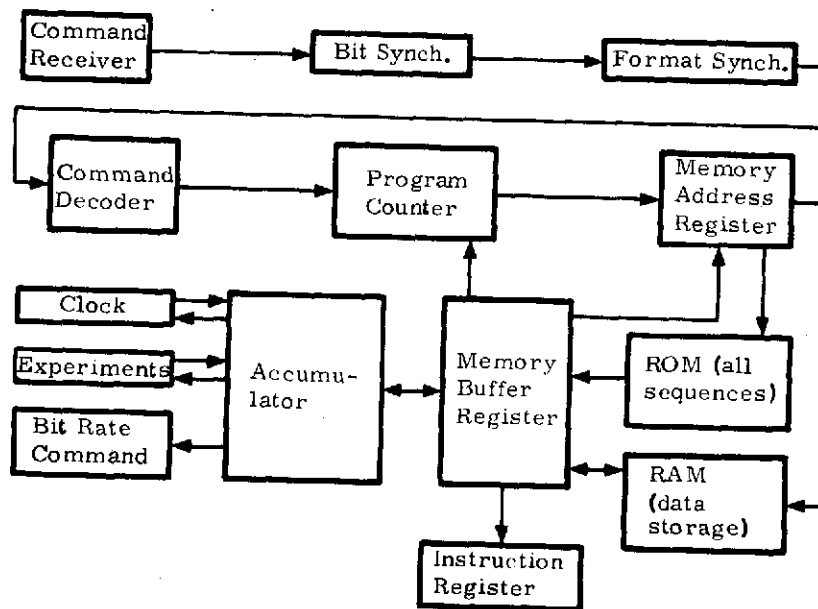 Command
Receiver
Bit Synch.
Format Synch.
Command
Decoder
Program
Counter
Memory
Address
Register
Clock
Experiments
Bit Rate
Command
Accumu-
lator
Memory
Buffer
Register
ROM (all
sequences)
RAM
(data
storage)
Instruction
Register